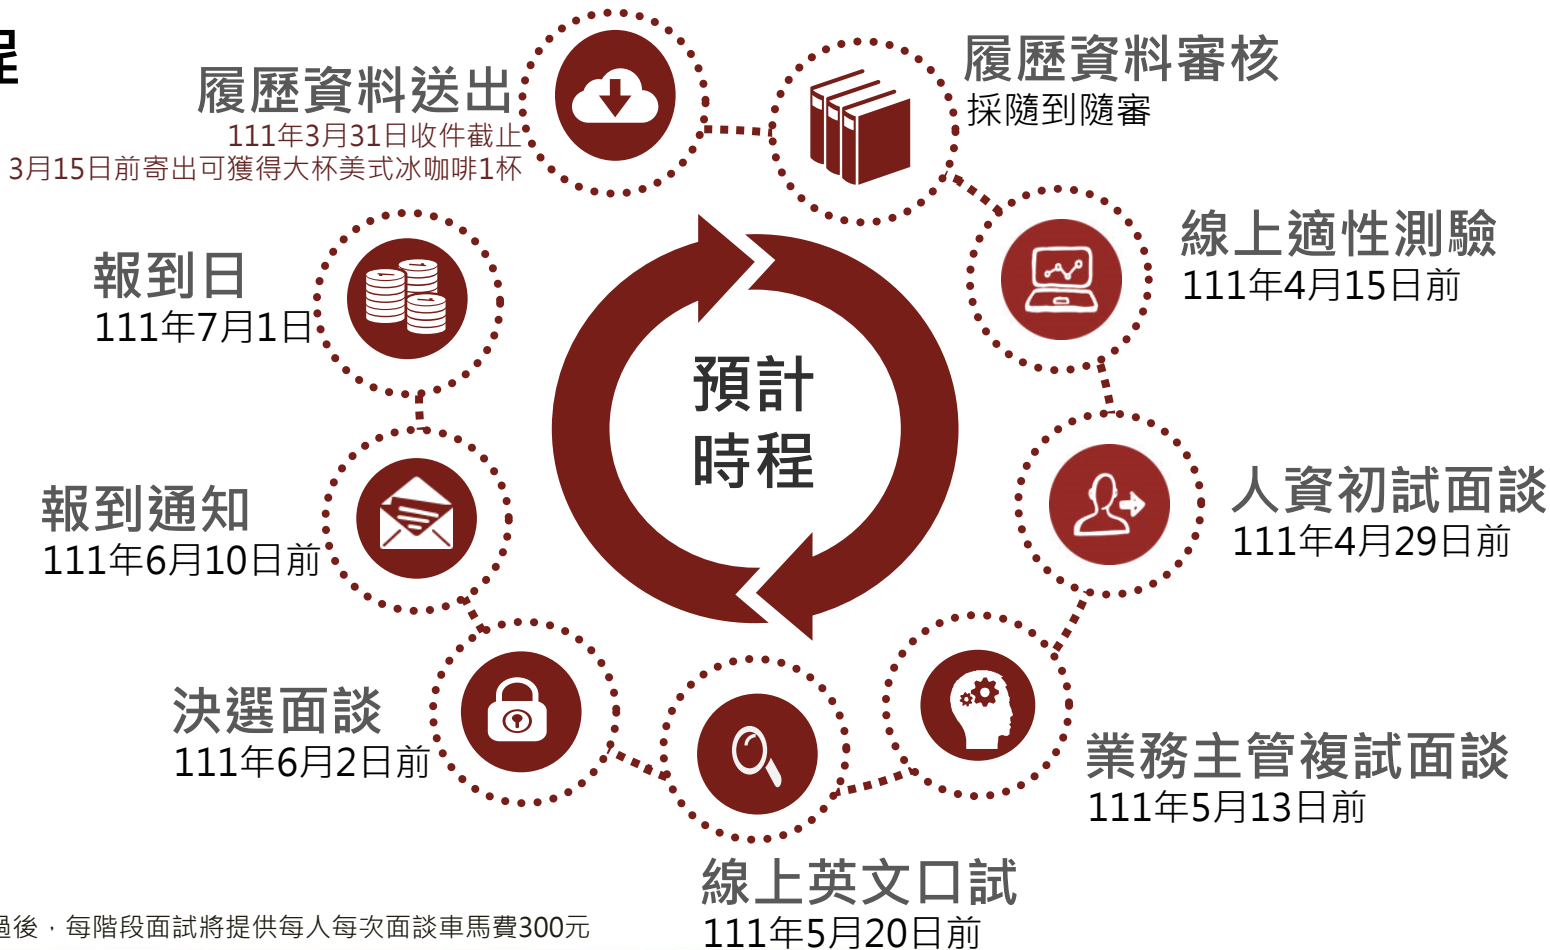 程
履歷資料送出
111年3月31日收件截止
3月15日前寄出可獲得大杯美式冰咖啡1杯
履歷資料審核
採隨到隨審
線上適性測驗
111年4月15日前
人資初試面談
111年4月29日前
業務主管複試面談
111年5月13日前
線上英文口試
111年5月20日前
決選面談
111年6月2日前
報到通知
111年6月10日前
報到日
111年7月1日
預計
時程
過後，每階段面試將提供每人每次面談車馬費300元